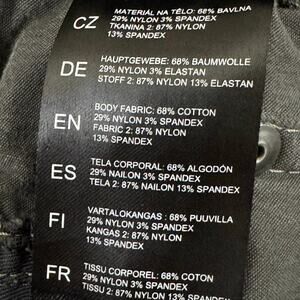 MATERIÁL NA TĚLO: 68% BAVLNA
CZ 29% NYLON 3% SPANDEX
TKANINA 2: 87% NYLON
13% SPANDEX
HAUPTGEWEBE: 68% BAUMWOLLE
DE 29% NYLON 3% ELASTAN
STOFF 2: 87% NYLON 13% ELASTAN
BODY FABRIC: 68% COTTON
EN 29% NYLON 3% SPANDEX
FABRIC 2: 87% NYLON
13% SPANDEX
TELA CORPORAL: 68% ALGODÓN
ES 29% NAILON 3% SPANDEX
TELA 2: 87% NAILON 13% SPANDEX
VARTALOKANGAS : 68% PUUVILLA
FI 29% NYLON 3% SPANDEX
KANGAS 2: 87% NYLON
13% SPANDEX
TISSU CORPOREL: 68% COTON
FR 29% NYLON 3% SPANDEX
TISSU 2: 87% NYLON 13% SPANDEX